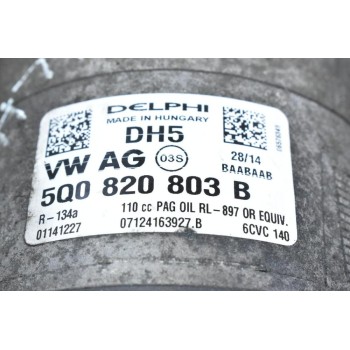 DELPHI
MADE IN HUNGARY
DH5
VW AG 03S 28/14
BAABAAB
5Q0 820 803 B
R-134a 110 cc PAG OIL RL-897 OR EQUIV.
01141227 07124163927.B 6CVC 140